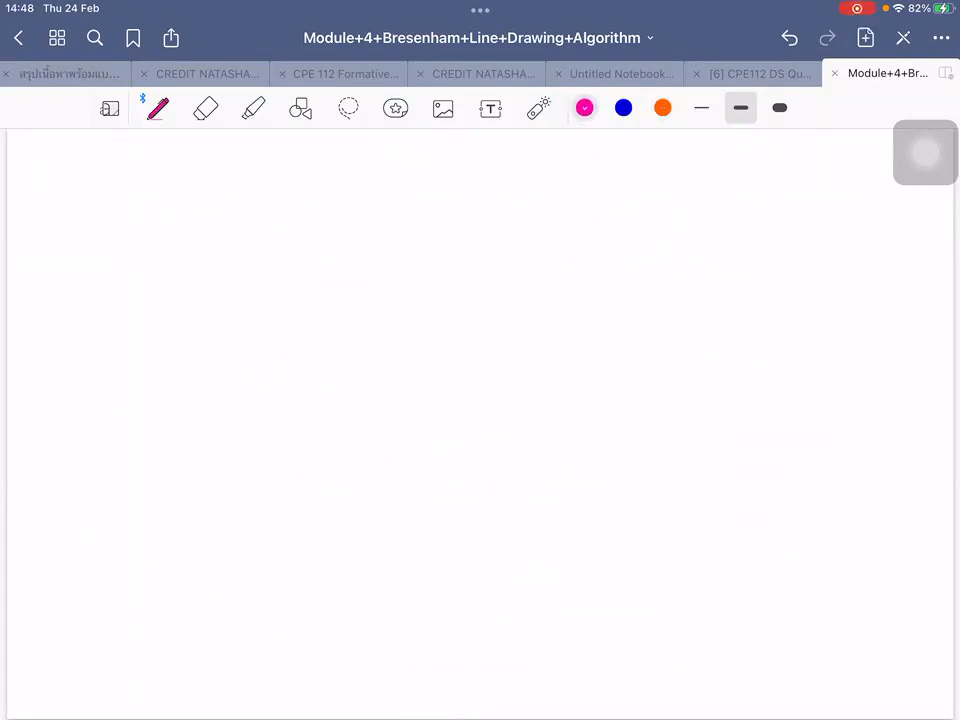 14:48 Thu 24 Feb
82%
Module+4+Bresenham+Line+Drawing+Algorithm
สรุปเนื้อหาพร้อมแบ...
CREDIT NATASHA...
CPE 112 Formative...
CREDIT NATASHA...
Untitled Notebook...
[6] CPE112 DS Qu...
Module+4+Br...
a
T